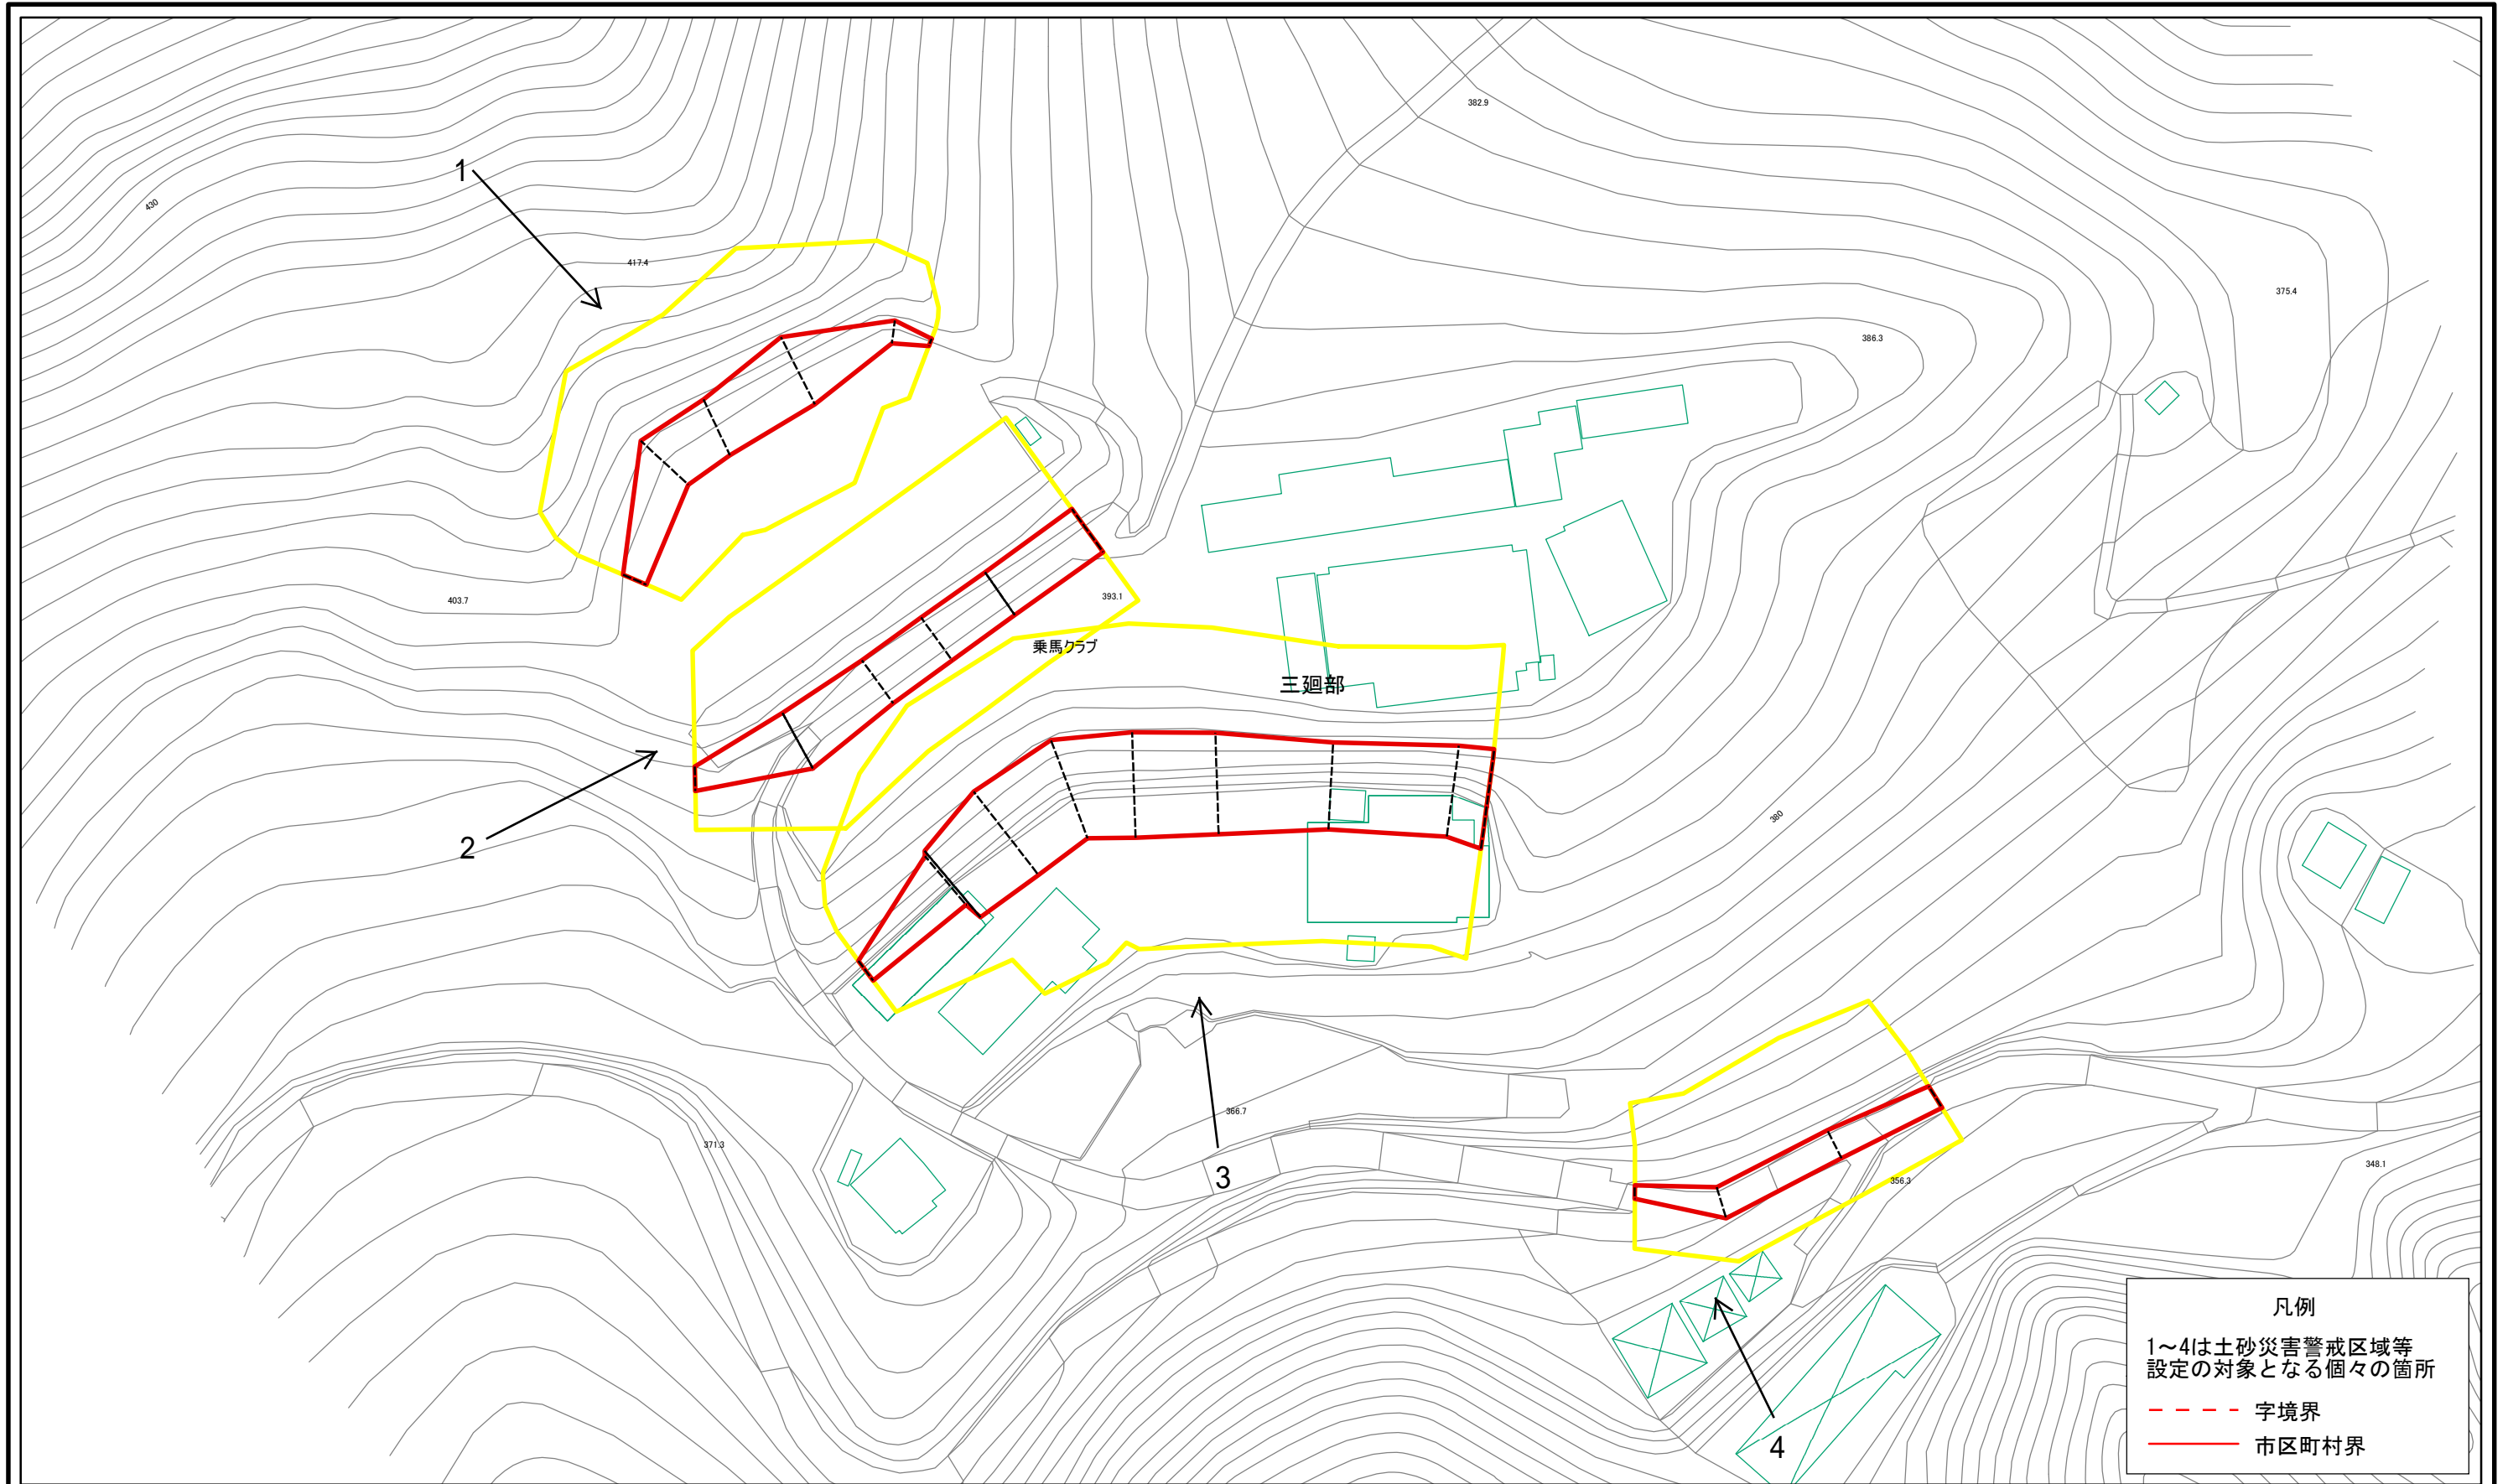 382.9
1
430
417.4
375.4
386.3
403.7
393.1
乗馬クラブ
三廻部
380
2
366.7
371.3
3
348.1
356.3
4
凡例
1~4は土砂災害警戒区域等
設定の対象となる個々の箇所
字境界
市区町村界